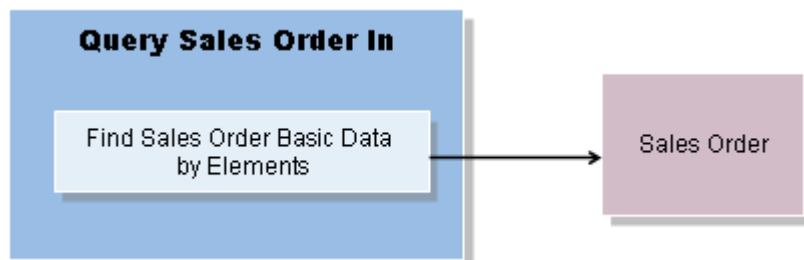 Query Sales Order In
Find Sales Order Basic Data
by Elements
Sales Order